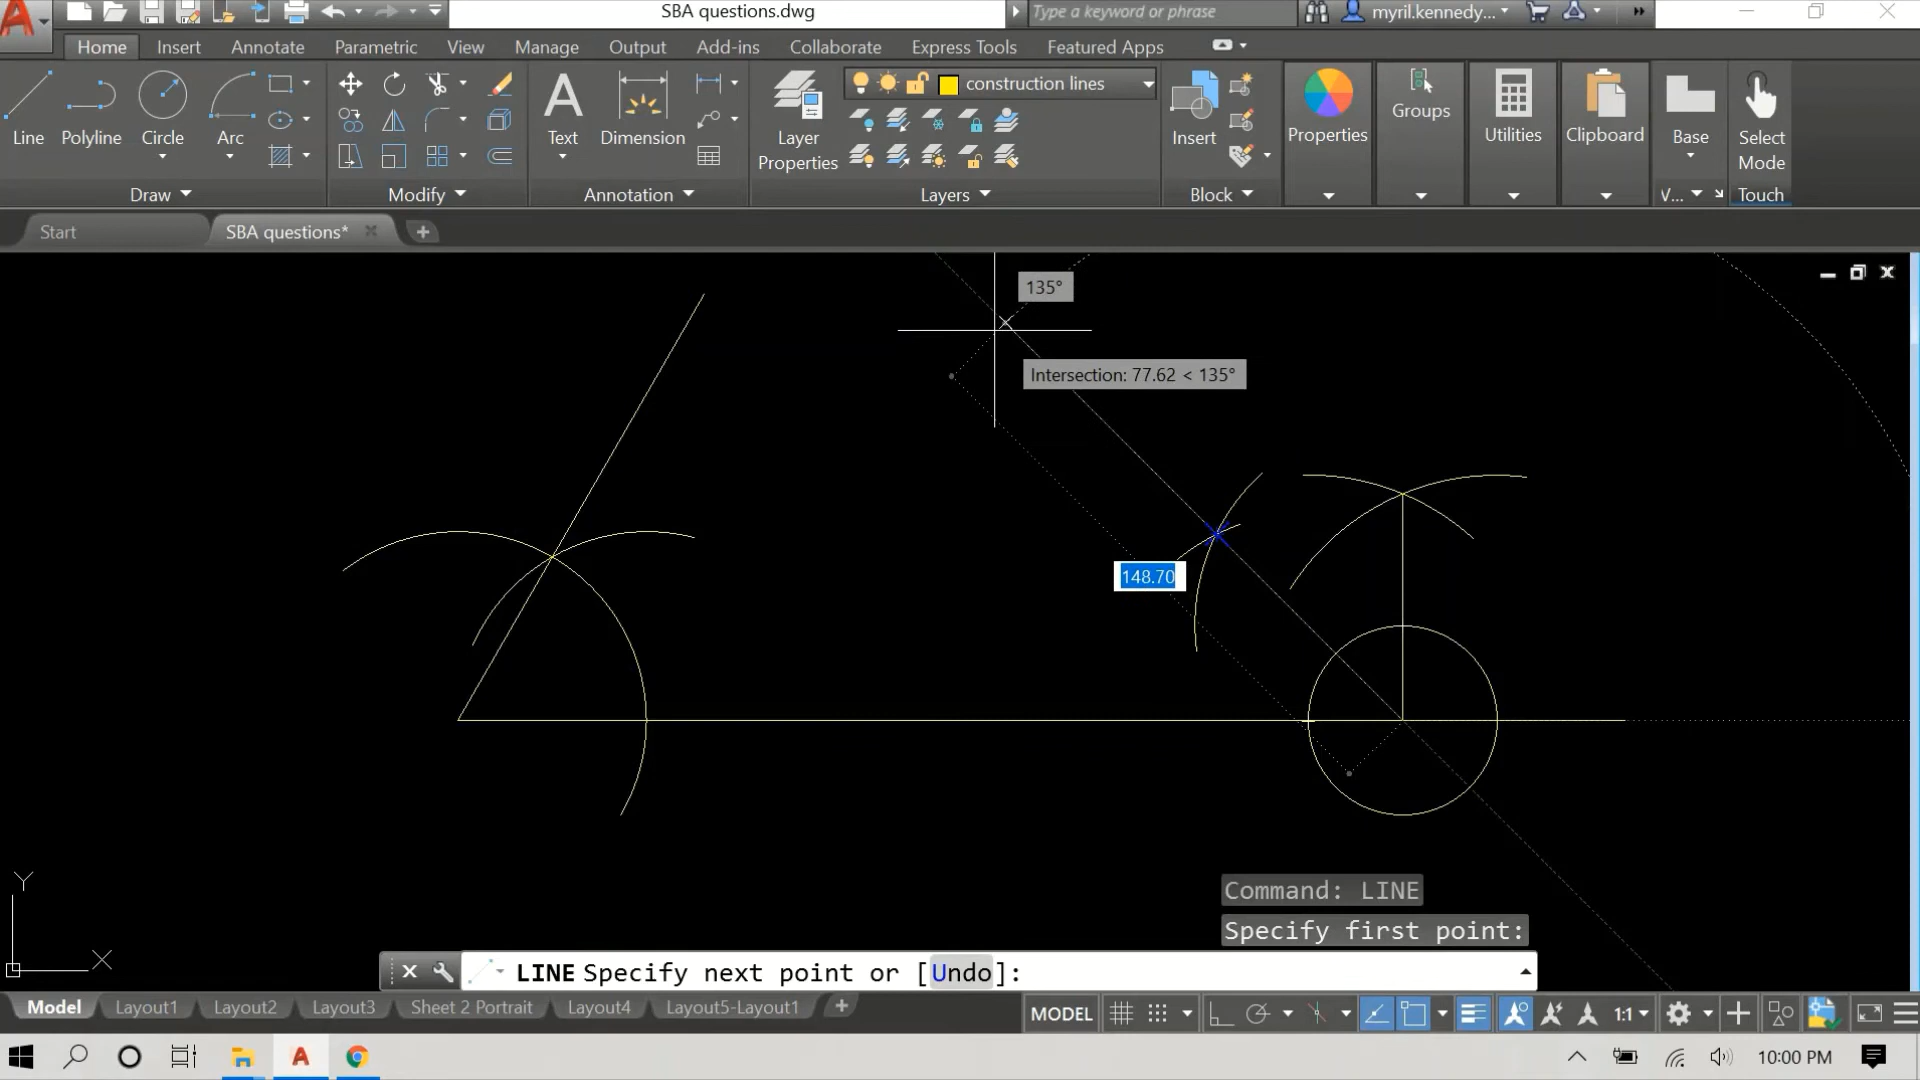 SBA questions.dwg
Type a keyword or phrase
myril.kennedy...
Home Insert Annotate Parametric View Manage Output Add-ins Collaborate Express Tools Featured Apps
construction lines
Line Polyline Circle Arc
Text Dimension
Layer Properties
Insert
Properties
Groups
Utilities
Clipboard
Base
Select Mode
Draw Modify Annotation Layers Block V... Touch
Start SBA questions*
135°
Intersection: 77.62 < 135°
148.70
Y
X
Command: LINE
Specify first point:
LINE Specify next point or [Undo]:
Model Layout1 Layout2 Layout3 Sheet 2 Portrait Layout4 Layout5-Layout1
MODEL 1:1
10:00 PM